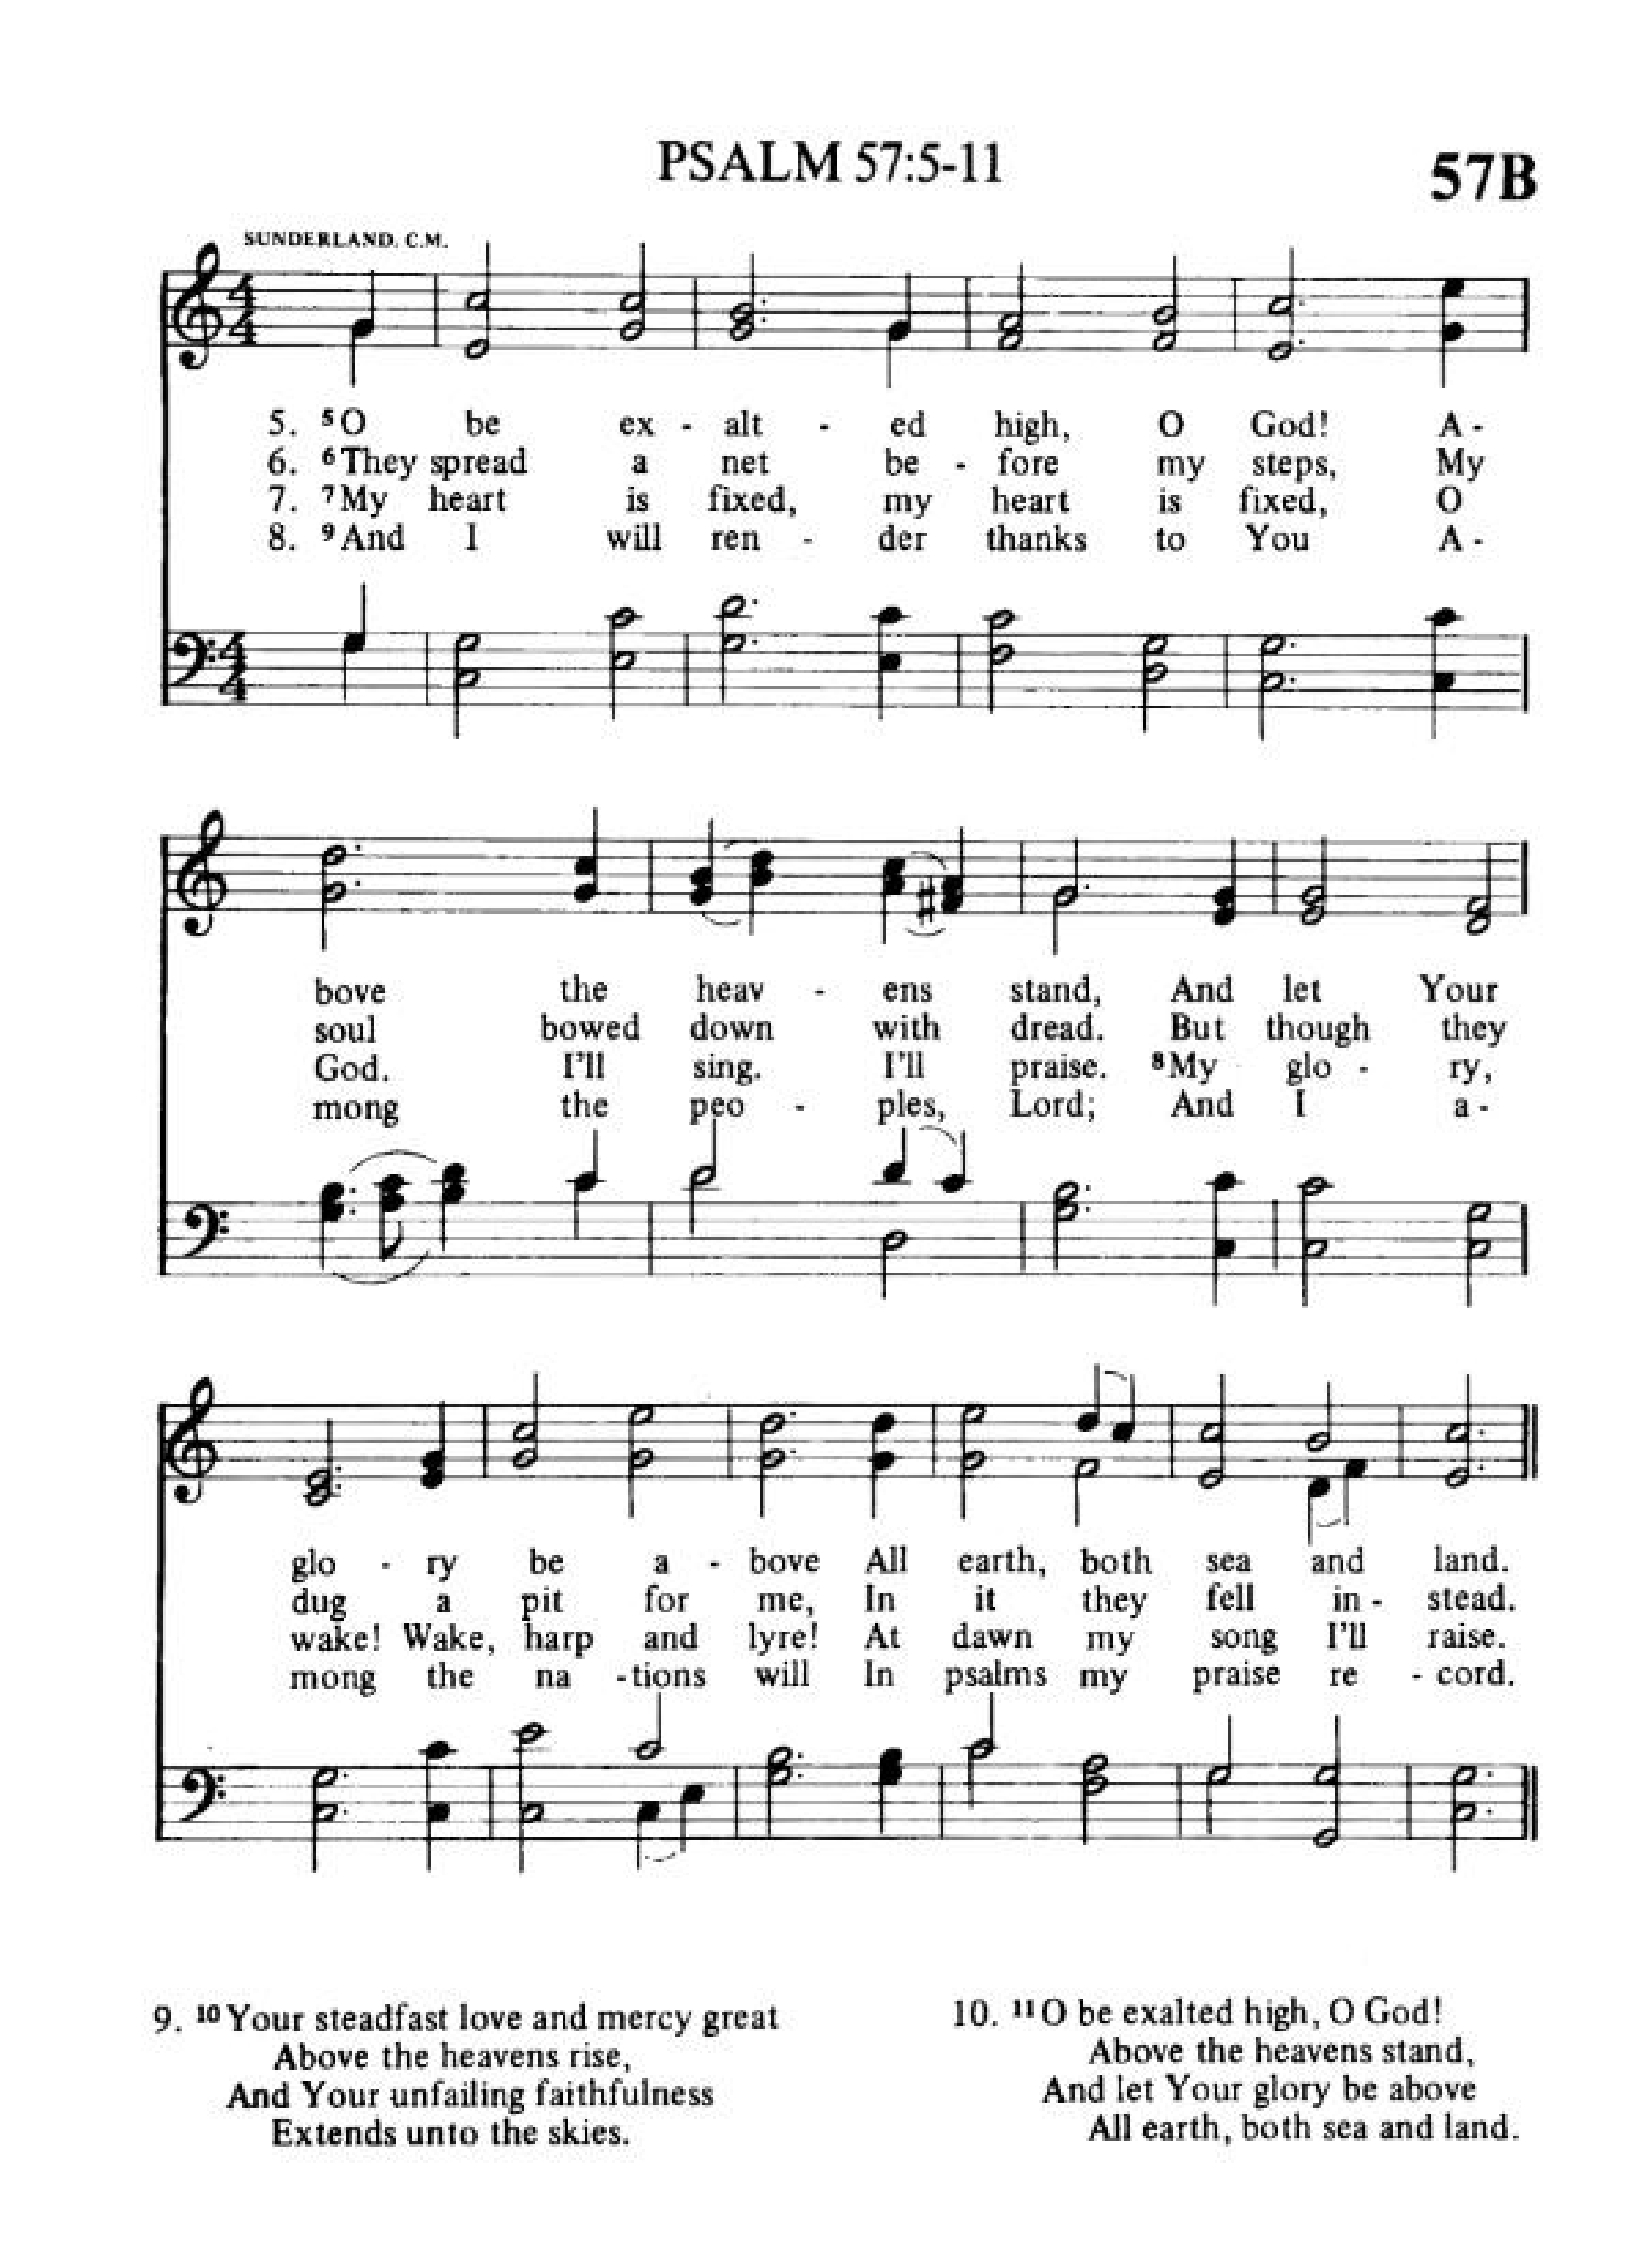 PSALM 57:5-11
57B
SUNDERLAND. C.M.
4 4
5. ⁵O be ex - alt - ed high, O God! A -
6. ⁶They spread a net be - fore my steps, My
7. ⁷My heart is fixed, my heart is fixed, O
8. ⁹And I will ren - der thanks to You A -
4 4
bove the heav - ens stand, And let Your
soul bowed down with dread. But though they
God. I'll sing. I'll praise. ⁸My glo - ry,
mong the peo - ples, Lord; And I a -
glo - ry be a - bove All earth, both sea and land.
dug a pit for me, In it they fell in - stead.
wake! Wake, harp and lyre! At dawn my song I'll raise.
mong the na - tions will In psalms my praise re - cord.
9. ¹⁰Your steadfast love and mercy great
Above the heavens rise,
And Your unfailing faithfulness
Extends unto the skies.
10. ¹¹O be exalted high, O God!
Above the heavens stand,
And let Your glory be above
All earth, both sea and land.